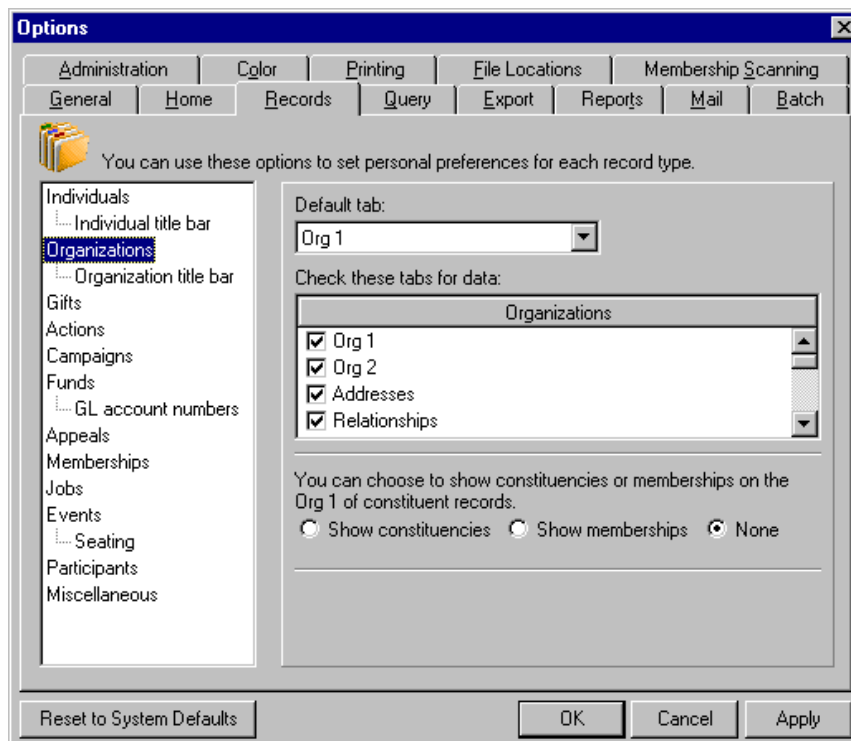 Options
Administration Color Printing File Locations Membership Scanning
General Home Records Query Export Reports Mail Batch
You can use these options to set personal preferences for each record type.
Individuals
Individual title bar
Organizations
Organization title bar
Gifts
Actions
Campaigns
Funds
GL account numbers
Appeals
Memberships
Jobs
Events
Seating
Participants
Miscellaneous
Default tab:
Org 1
Check these tabs for data:
Organizations
Org 1
Org 2
Addresses
Relationships
You can choose to show constituencies or memberships on the
Org 1 of constituent records.
Show constituencies Show memberships None
Reset to System Defaults OK Cancel Apply